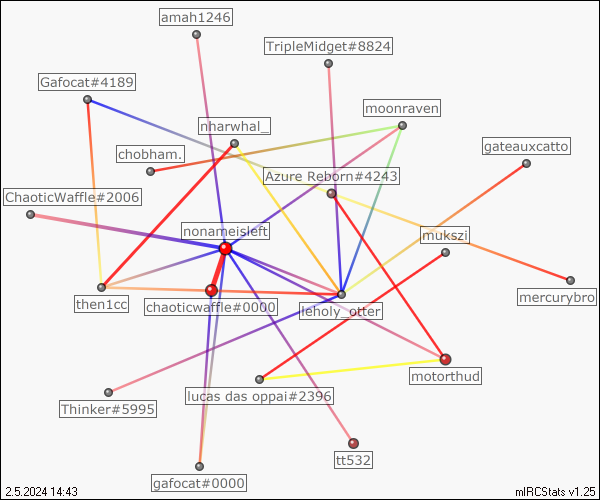 amah1246
TripleMidget#8824
Gafocat#4189
moonraven
nharwhal_
gateauxcatto
chobham.
Azure Reborn#4243
ChaoticWaffle#2006
nonameisleft
mukszi
then1cc
chaoticwaffle#0000
leholy_otter
mercurybro
motorthud
lucas das oppai#2396
Thinker#5995
tt532
gafocat#0000
2.5.2024 14:43
mIRCStats v1.25